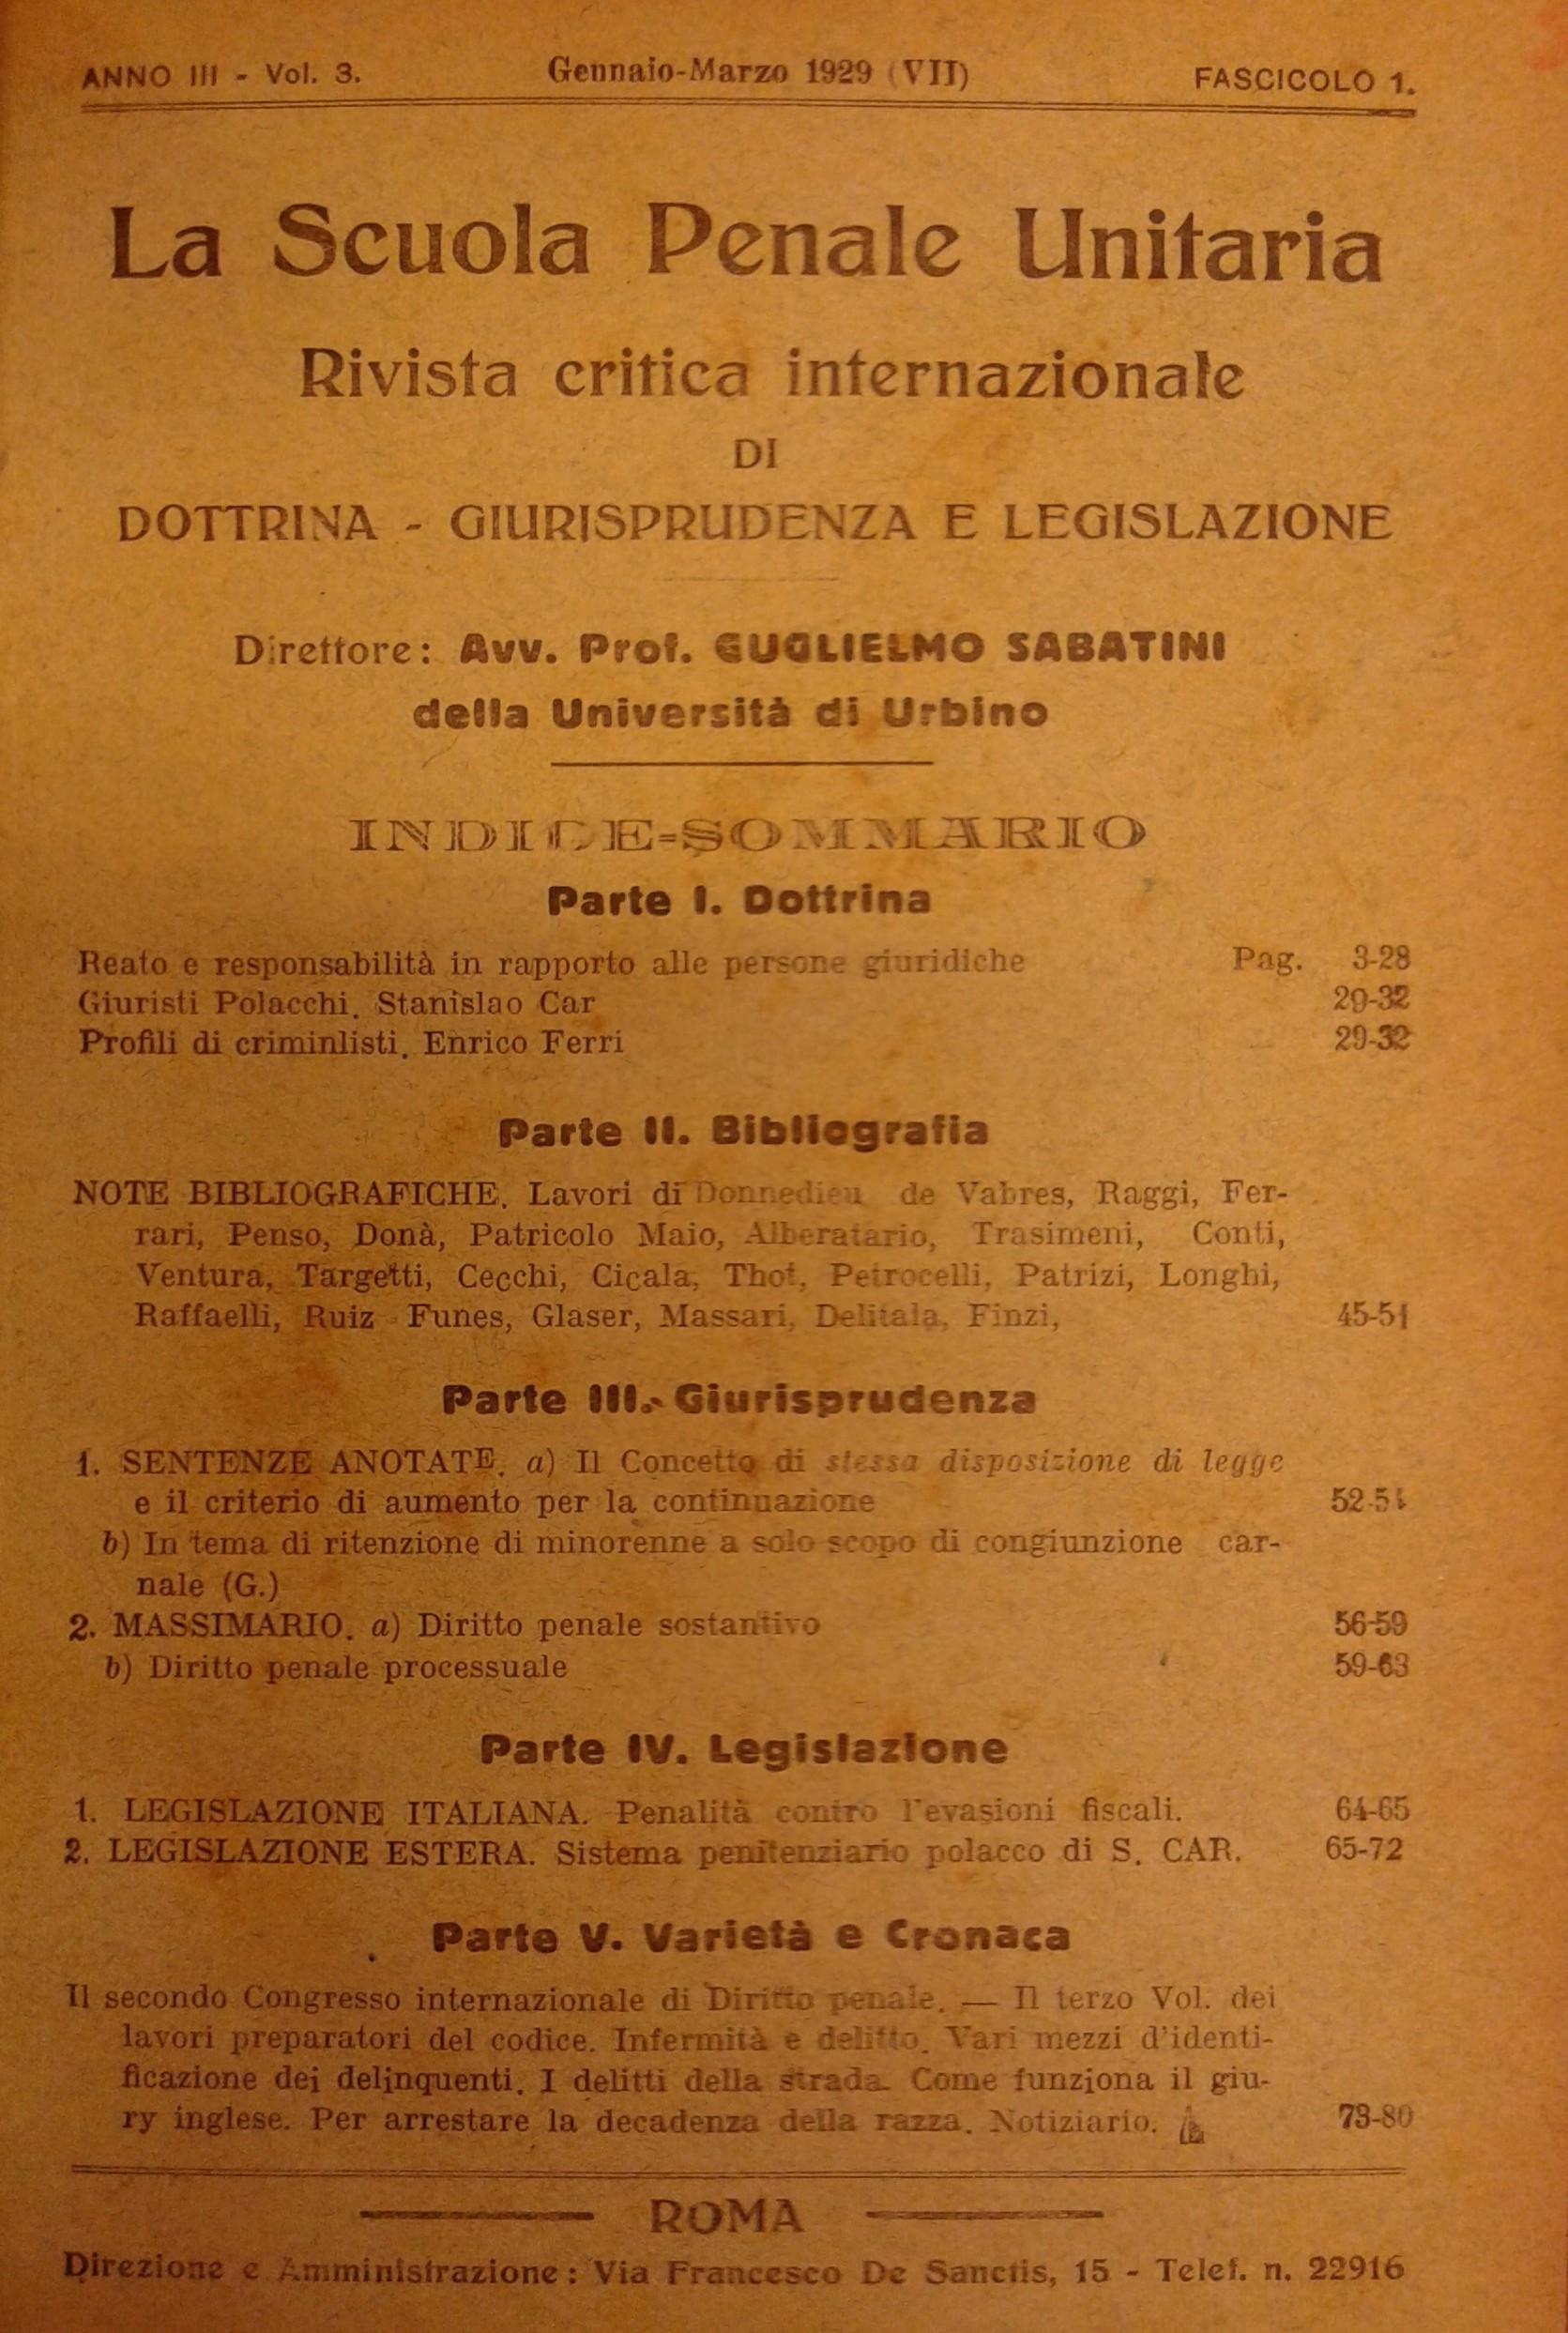 ANNO III - Vol. 3. Gennaio-Marzo 1929 (VII) FASCICOLO 1.
La Scuola Penale Unitaria
Rivista critica internazionale
DI
DOTTRINA - GIURISPRUDENZA E LEGISLAZIONE
Direttore: Avv. Prof. GUGLIELMO SABATINI
della Università di Urbino
INDICE=SOMMARIO
Parte I. Dottrina
Reato e responsabilità in rapporto alle persone giuridiche Pag. 3-28
Giuristi Polacchi. Stanislao Car 29-32
Profili di criminlisti. Enrico Ferri 29-32
Parte II. Bibliografia
NOTE BIBLIOGRAFICHE. Lavori di Donnedieu de Vabres, Raggi, Fer-
rari, Penso, Donà, Patricolo Maio, Alberatario, Trasimeni, Conti,
Ventura, Targetti, Cecchi, Cicala, Thot, Petrocelli, Patrizi, Longhi,
Raffaelli, Ruiz - Funes, Glaser, Massari, Delitala, Finzi, 45-51
Parte III. Giurisprudenza
1. SENTENZE ANOTATE. a) Il Concetto di stessa disposizione di legge
e il criterio di aumento per la continuazione
b) In tema di ritenzione di minorenne a solo scopo di congiunzione car-
nale (G.)
2. MASSIMARIO. a) Diritto penale sostantivo 56-59
b) Diritto penale processuale 59-63
Parte IV. Legislazione
1. LEGISLAZIONE ITALIANA. Penalità contro l'evasioni fiscali. 64-65
2. LEGISLAZIONE ESTERA. Sistema penitenziario polacco di S. CAR. 65-72
Parte V. Varietà e Cronaca
Il secondo Congresso internazionale di Diritto penale. — Il terzo Vol. dei
lavori preparatori del codice. Infermità e delitto. Vari mezzi d'identi-
ficazione dei delinquenti. I delitti della strada. Come funziona il giu-
ry inglese. Per arrestare la decadenza della razza. Notiziario. 73-80
ROMA
Direzione e Amministrazione: Via Francesco De Sanctis, 15 - Telef. n. 22916